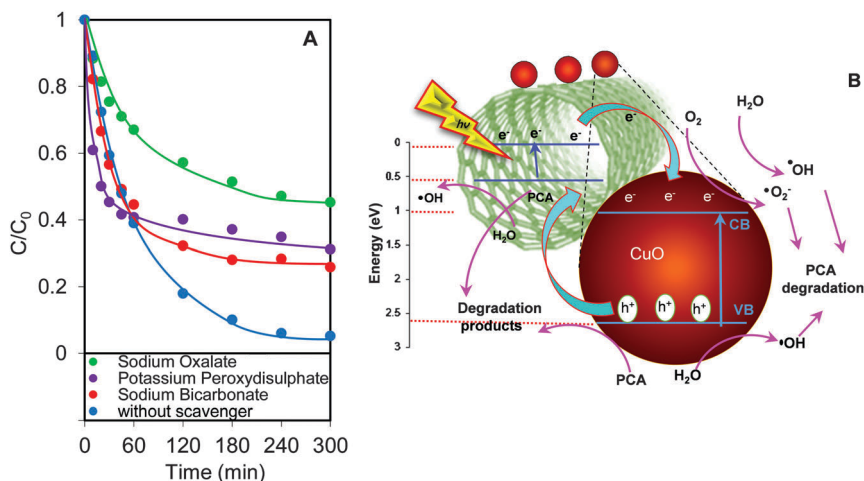 A
1
0.8
0.6
0.4
0.2
0
C/C0
Sodium Oxalate
Potassium Peroxydisulphate
Sodium Bicarbonate
without scavenger
0 60 120 180 240 300
Time (min)
B
hν
e- e- e-
e-
O2
H2O
•OH
•O2-
PCA
degradation
0
0.5
1
1.5
2
2.5
3
Energy (eV)
•OH
PCA
H2O
Degradation
products
e- e- e-
CB
CuO
h+ h+ h+
VB
•OH
PCA
H2O